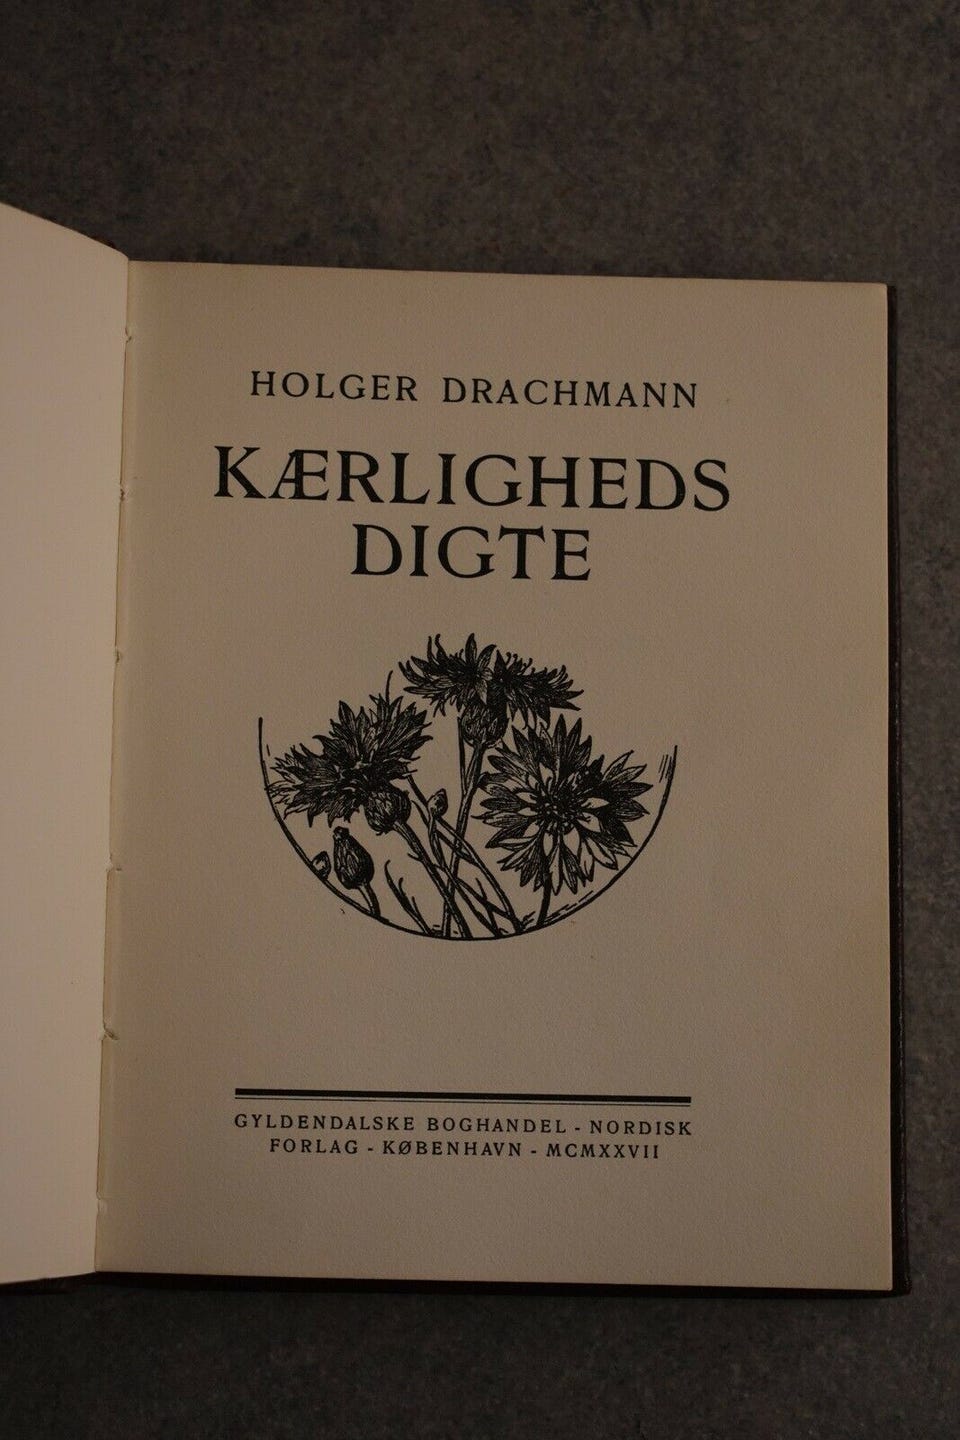 HOLGER DRACHMANN
KÆRLIGHEDS
DIGTE
GYLDENDALSKE BOGHANDEL - NORDISK
FORLAG - KØBENHAVN - MCMXXVII